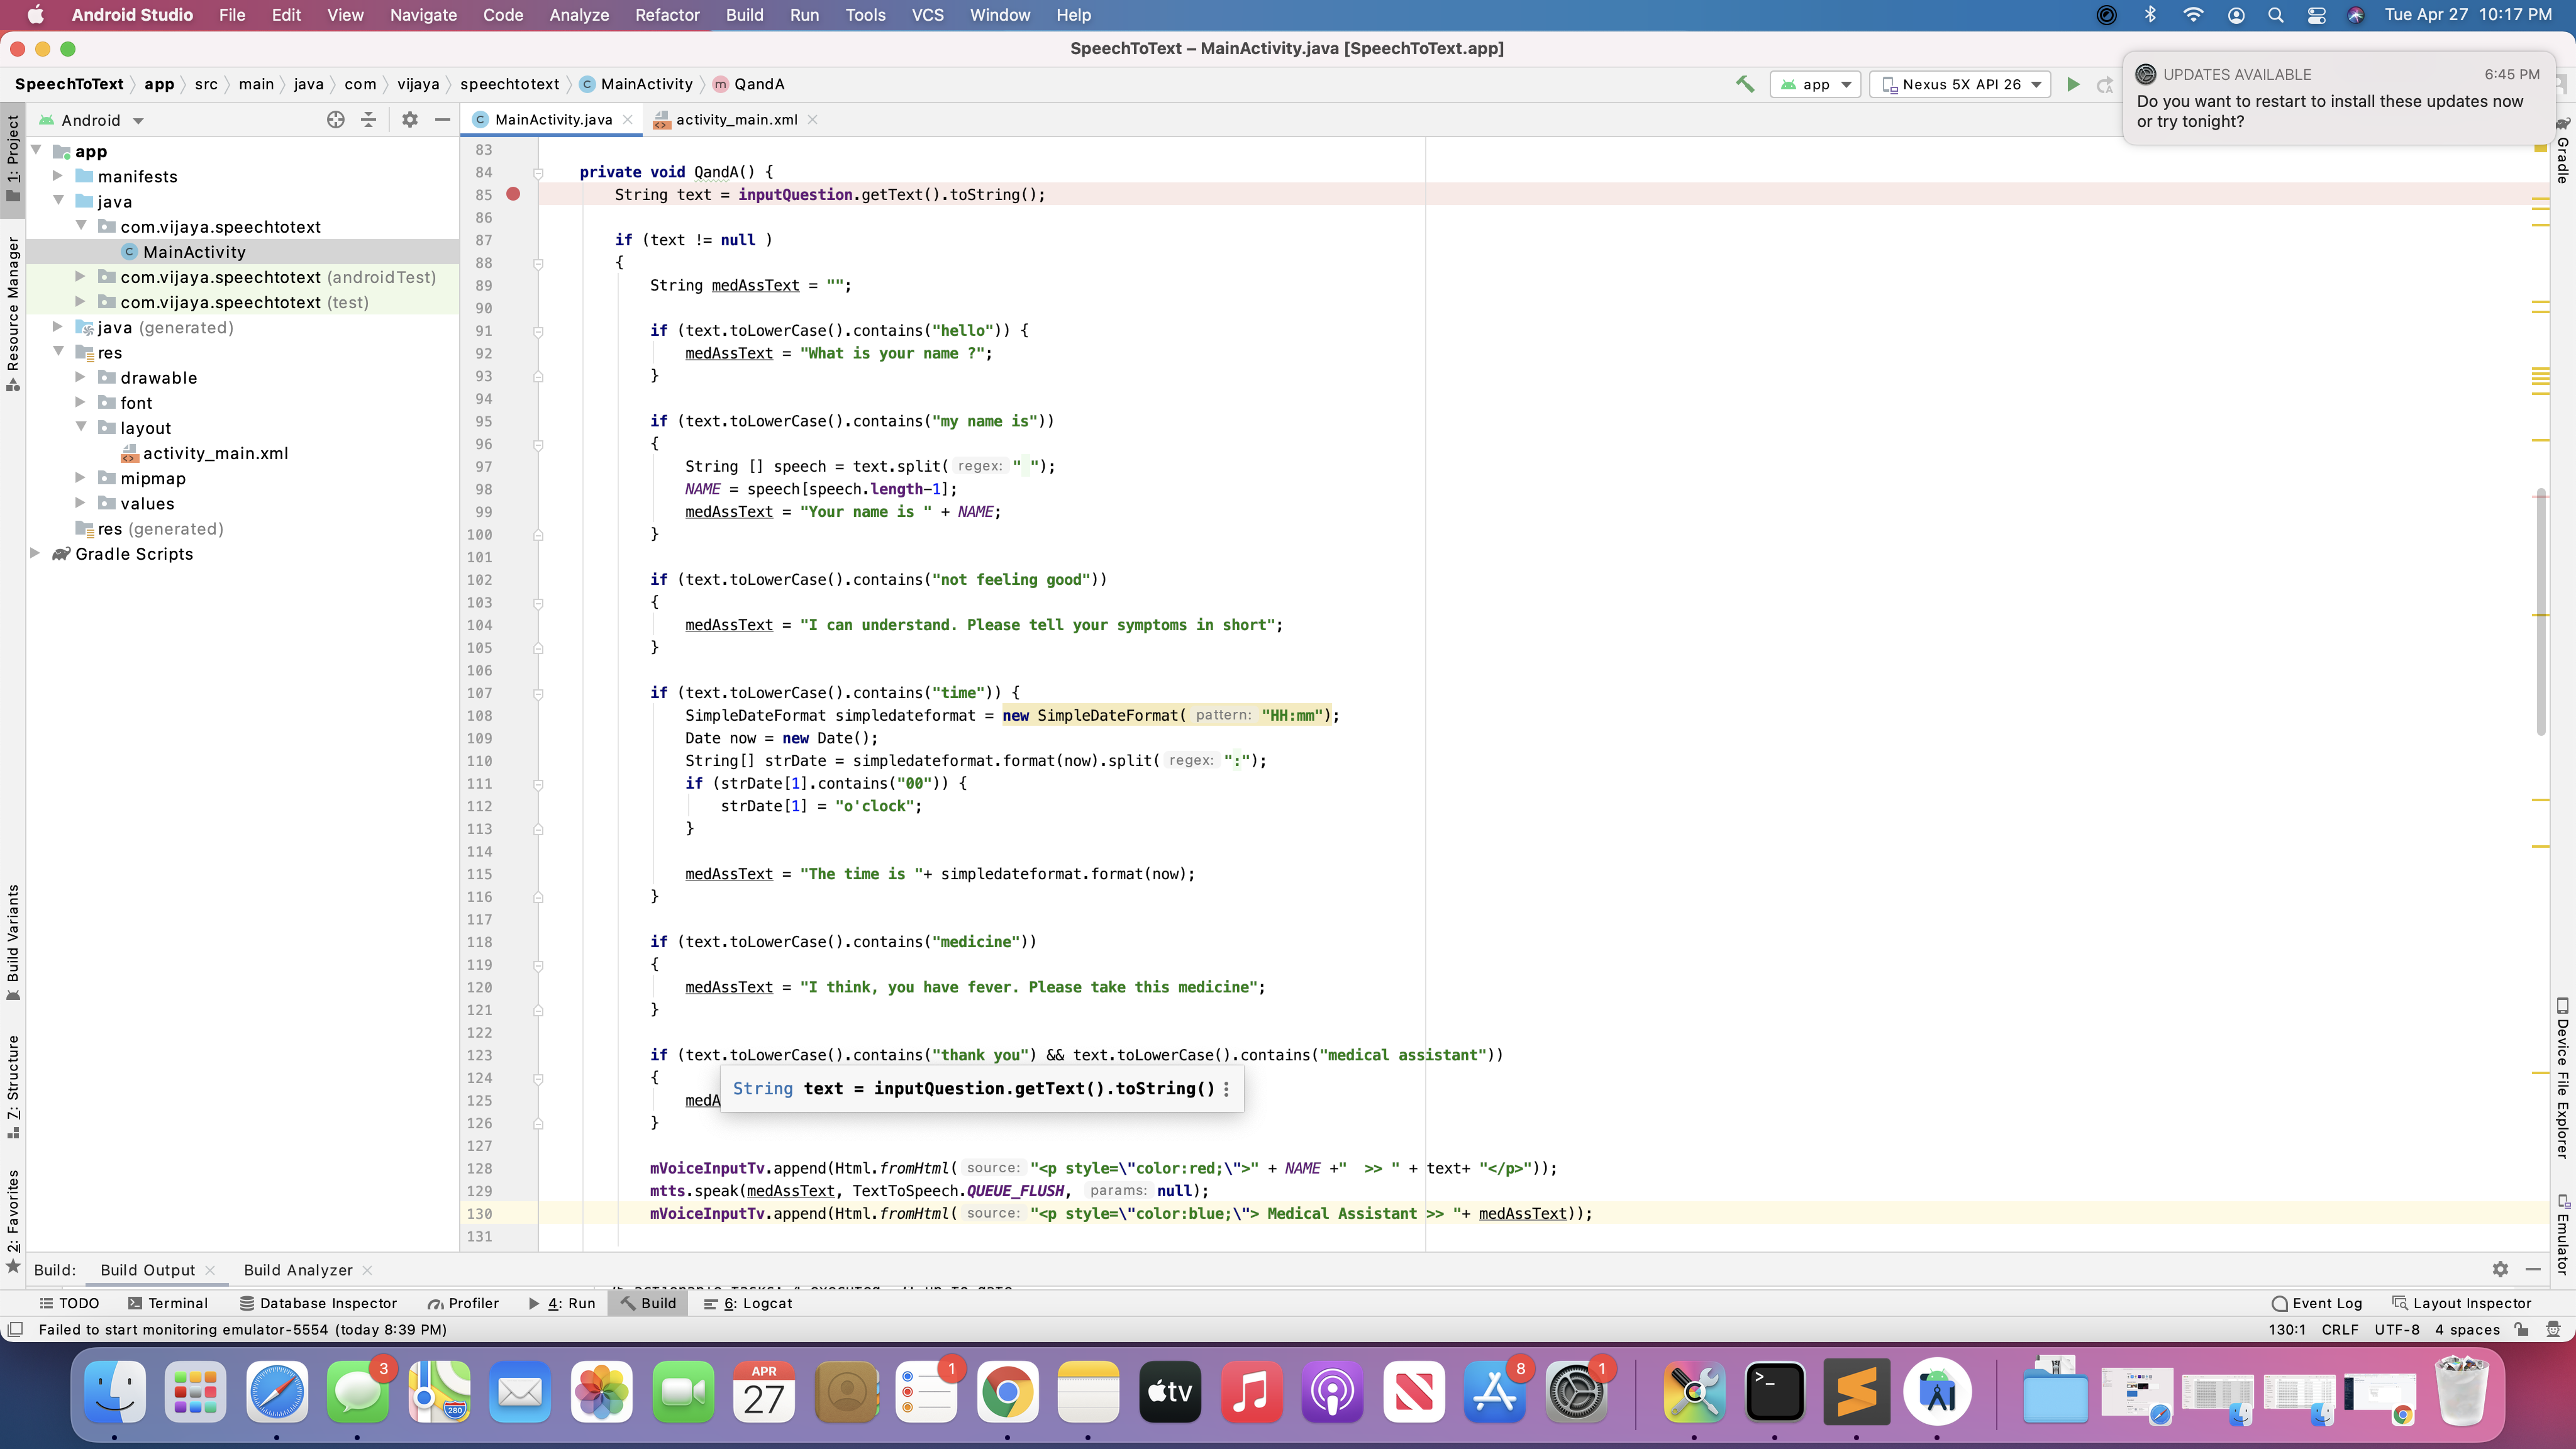 Android Studio File Edit View Navigate Code Analyze Refactor Build Run Tools VCS Window Help Tue Apr 27 10:17 PM
SpeechToText – MainActivity.java [SpeechToText.app]
SpeechToText app src main java com vijaya speechtotext C MainActivity m QandA app Nexus 5X API 26
UPDATES AVAILABLE 6:45 PM
Do you want to restart to install these updates now
or try tonight?
Android
MainActivity.java activity_main.xml
1: Project
Resource Manager
Build Variants
7: Structure
2: Favorites
app
manifests
java
com.vijaya.speechtotext
MainActivity
com.vijaya.speechtotext (androidTest)
com.vijaya.speechtotext (test)
java (generated)
res
drawable
font
layout
activity_main.xml
mipmap
values
res (generated)
Gradle Scripts
83
84 private void QandA() {
85 String text = inputQuestion.getText().toString();
86
87 if (text != null )
88 {
89 String medAssText = "";
90
91 if (text.toLowerCase().contains("hello")) {
92 medAssText = "What is your name ?";
93 }
94
95 if (text.toLowerCase().contains("my name is"))
96 {
97 String [] speech = text.split( regex: " ");
98 NAME = speech[speech.length-1];
99 medAssText = "Your name is " + NAME;
100 }
101
102 if (text.toLowerCase().contains("not feeling good"))
103 {
104 medAssText = "I can understand. Please tell your symptoms in short";
105 }
106
107 if (text.toLowerCase().contains("time")) {
108 SimpleDateFormat simpledateformat = new SimpleDateFormat( pattern: "HH:mm");
109 Date now = new Date();
110 String[] strDate = simpledateformat.format(now).split( regex: ":");
111 if (strDate[1].contains("00")) {
112 strDate[1] = "o'clock";
113 }
114
115 medAssText = "The time is "+ simpledateformat.format(now);
116 }
117
118 if (text.toLowerCase().contains("medicine"))
119 {
120 medAssText = "I think, you have fever. Please take this medicine";
121 }
122
123 if (text.toLowerCase().contains("thank you") && text.toLowerCase().contains("medical assistant"))
124 {
String text = inputQuestion.getText().toString()
125 medA
126 }
127
128 mVoiceInputTv.append(Html.fromHtml( source: "<p style=\"color:red;\">" + NAME +" >> " + text+ "</p>"));
129 mtts.speak(medAssText, TextToSpeech.QUEUE_FLUSH, params: null);
130 mVoiceInputTv.append(Html.fromHtml( source: "<p style=\"color:blue;\"> Medical Assistant >> "+ medAssText));
131
Gradle
Device File Explorer
Emulator
Build: Build Output Build Analyzer
TODO Terminal Database Inspector Profiler 4: Run Build 6: Logcat Event Log Layout Inspector
Failed to start monitoring emulator-5554 (today 8:39 PM) 130:1 CRLF UTF-8 4 spaces
3 280 APR 27 1 tv 8 1 >_